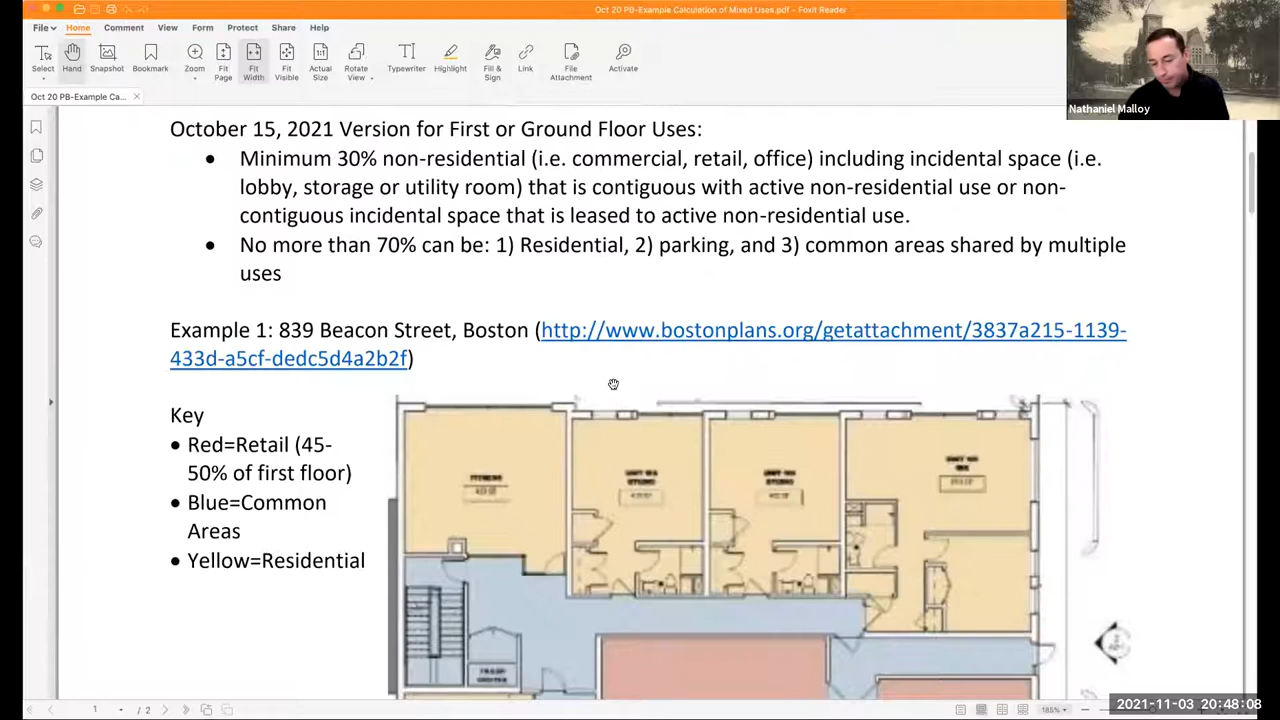 Oct 20 PB-Example Calculation of Mixed Uses.pdf - Foxit Reader
File Home Comment View Form Protect Share Help
Select Hand Snapshot Bookmark Zoom Fit Page Fit Width Fit Visible Actual Size Rotate View Typewriter Highlight Fill & Sign Link File Attachment Activate
Nathaniel Malloy
Oct 20 PB-Example Ca...
October 15, 2021 Version for First or Ground Floor Uses:
• Minimum 30% non-residential (i.e. commercial, retail, office) including incidental space (i.e.
lobby, storage or utility room) that is contiguous with active non-residential use or non-
contiguous incidental space that is leased to active non-residential use.
• No more than 70% can be: 1) Residential, 2) parking, and 3) common areas shared by multiple
uses
Example 1: 839 Beacon Street, Boston (http://www.bostonplans.org/getattachment/3837a215-1139-
433d-a5cf-dedc5d4a2b2f)
Key
• Red=Retail (45-
50% of first floor)
• Blue=Common
Areas
• Yellow=Residential
FITNESS
STUDIO
STUDIO
1 / 2
185%
2021-11-03 20:48:08